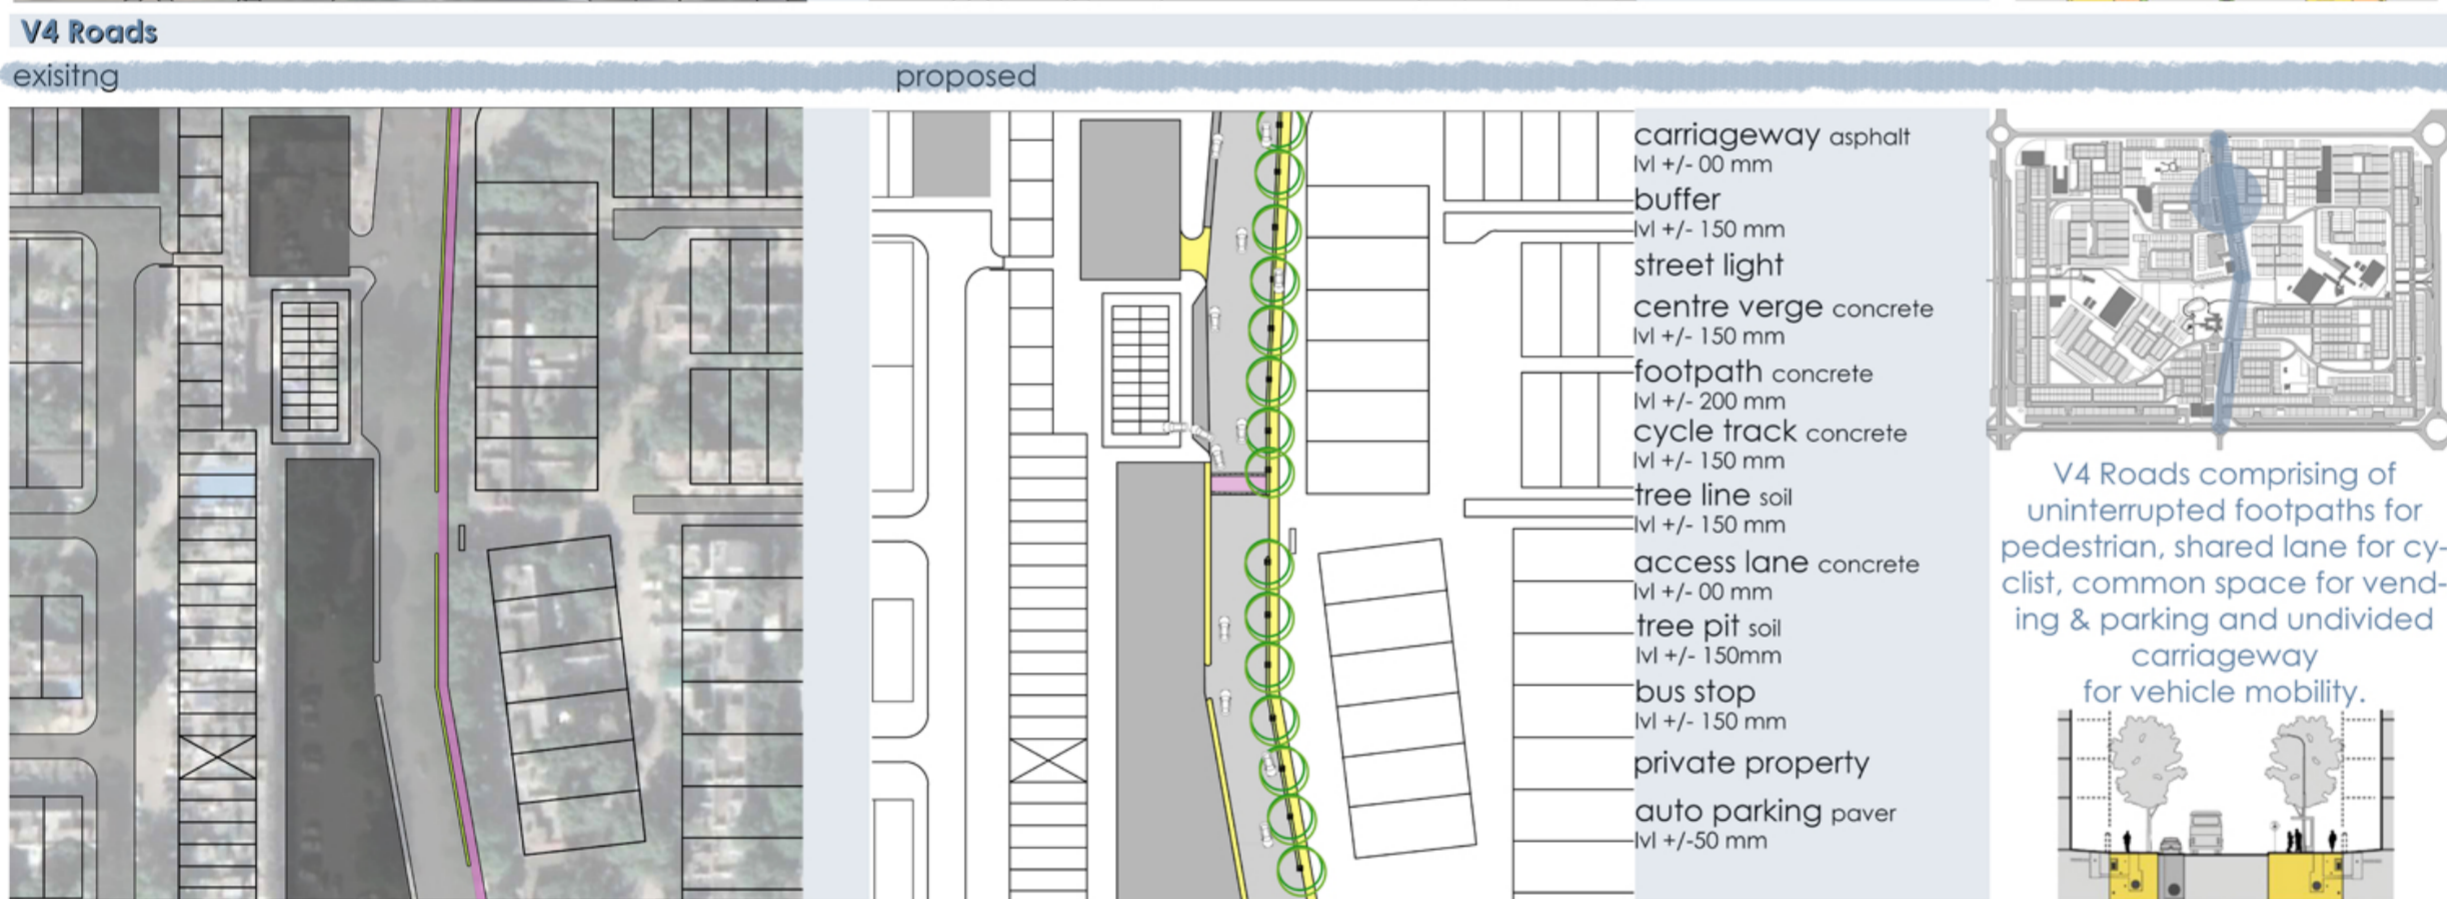 V4 Roads
exisitng
proposed
carriageway asphalt
lvl +/- 00 mm
buffer
lvl +/- 150 mm
street light
centre verge concrete
lvl +/- 150 mm
footpath concrete
lvl +/- 200 mm
cycle track concrete
lvl +/- 150 mm
tree line soil
lvl +/- 150 mm
access lane concrete
lvl +/- 00 mm
tree pit soil
lvl +/- 150mm
bus stop
lvl +/- 150 mm
private property
auto parking paver
lvl +/-50 mm
V4 Roads comprising of
uninterrupted footpaths for
pedestrian, shared lane for cy-
clist, common space for vend-
ing & parking and undivided
carriageway
for vehicle mobility.